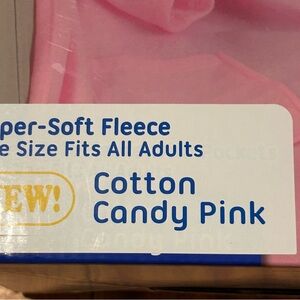 per-Soft Fleece
e Size Fits All Adults
EW!
Cotton
Candy Pink